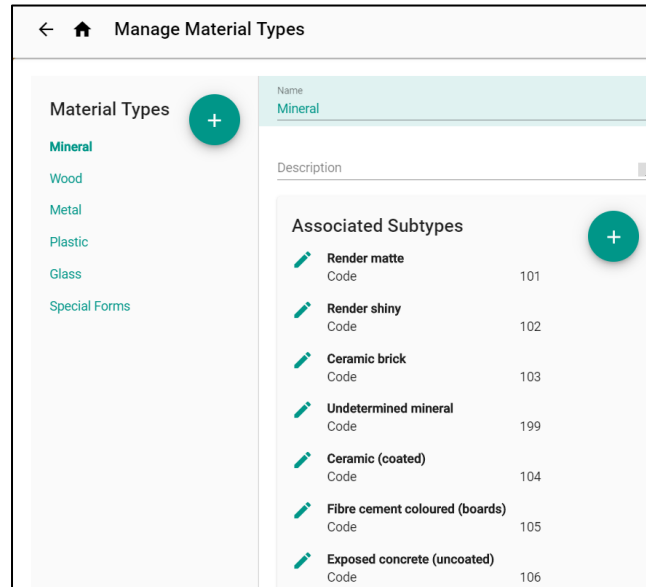 Manage Material Types
Material Types
Mineral
Wood
Metal
Plastic
Glass
Special Forms
Name
Mineral
Description
Associated Subtypes
Render matte
Code 101
Render shiny
Code 102
Ceramic brick
Code 103
Undetermined mineral
Code 199
Ceramic (coated)
Code 104
Fibre cement coloured (boards)
Code 105
Exposed concrete (uncoated)
Code 106